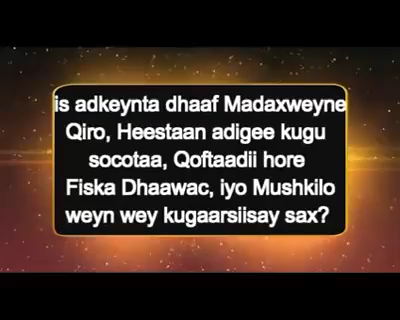 is adkeynta dhaaf Madaxweyne
Qiro, Heestaan adigee kugu
socotaa, Qoftaadii hore
Fiska Dhaawac, iyo Mushkilo
weyn wey kugaarsiisay sax?